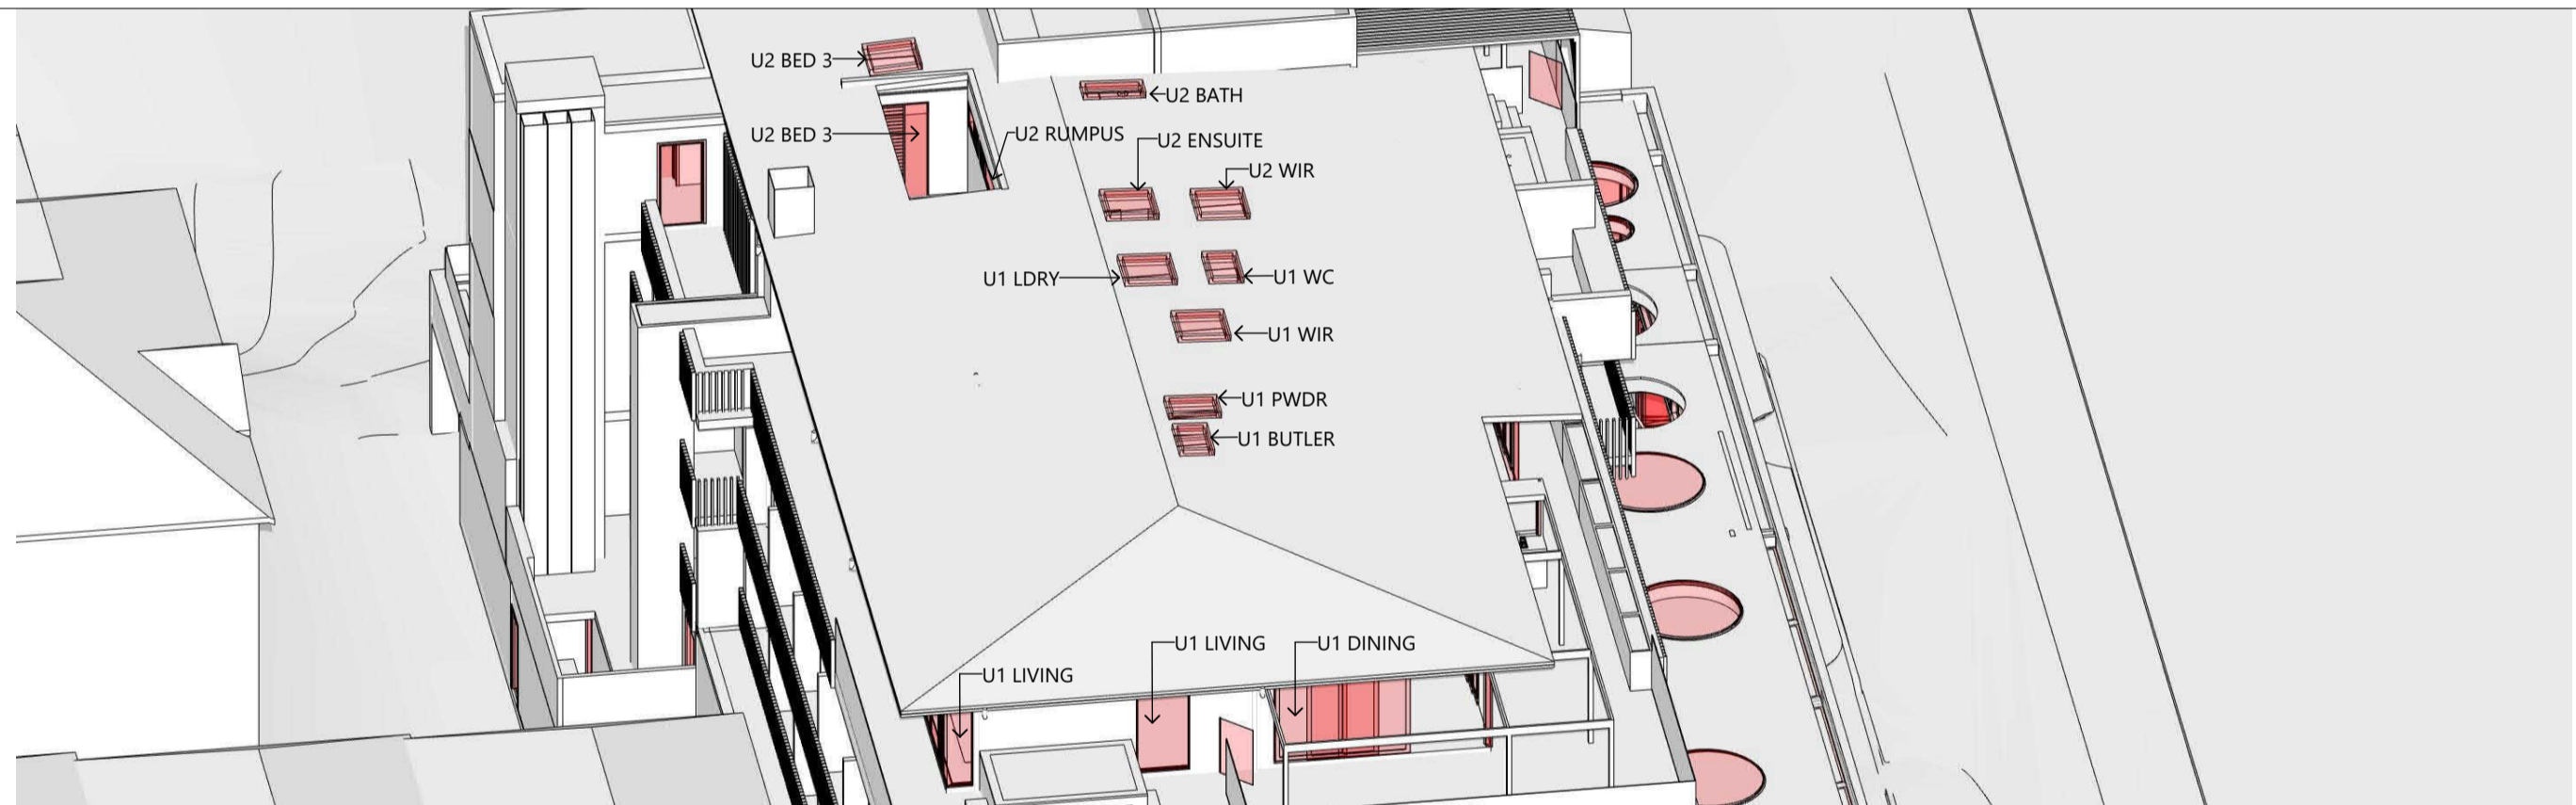 U2 BED 3
U2 BATH
U2 BED 3
U2 RUMPUS
U2 ENSUITE
U2 WIR
U1 LDRY
U1 WC
U1 WIR
U1 PWDR
U1 BUTLER
U1 LIVING
U1 LIVING
U1 DINING